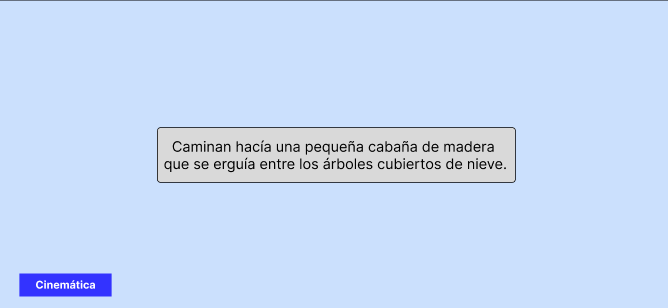 Caminan hacía una pequeña cabaña de madera
que se erguía entre los árboles cubiertos de nieve.
Cinemática